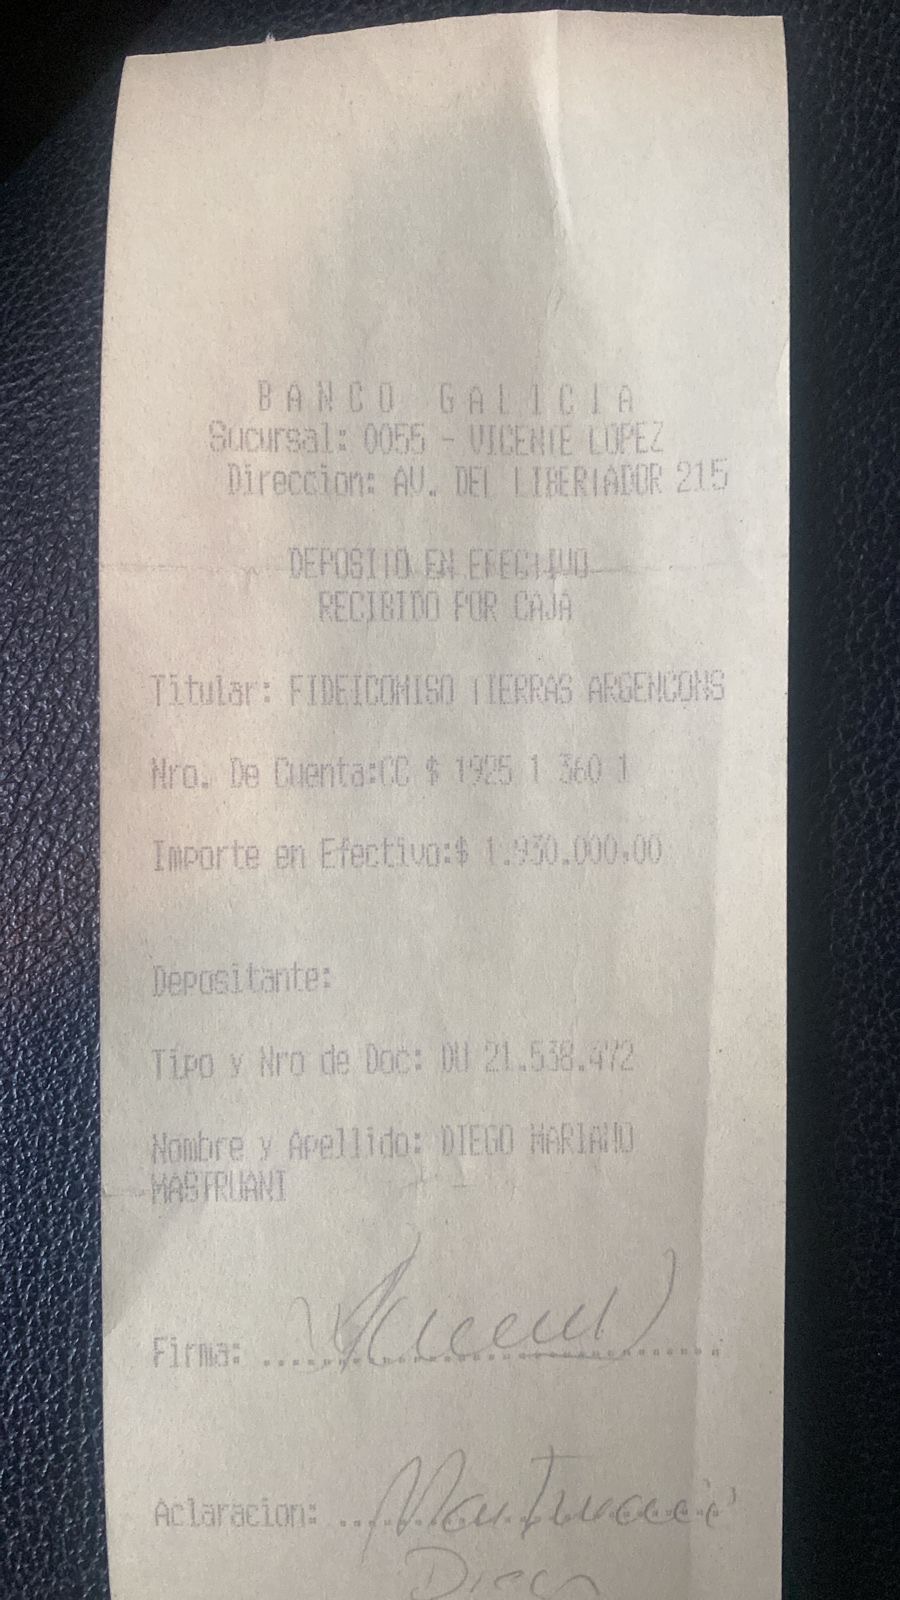 BANCO GALICIA
Sucursal: 0055 - VICENTE LOPEZ
Direccion: AV. DEL LIBERTADOR 215
DEPOSITO EN EFECTIVO
RECIBIDO POR CAJA
Titular: FIDEICOMISO TIERRAS ARGENCONS
Nro. De Cuenta:CC $ 1925 1 360 1
Importe en Efectivo:$ 1.930.000,00
Depositante:
Tipo y Nro de Doc: DU 21.538.472
Nombre y Apellido: DIEGO MARIANO
MASTRUANI
Firma:
Aclaracion: